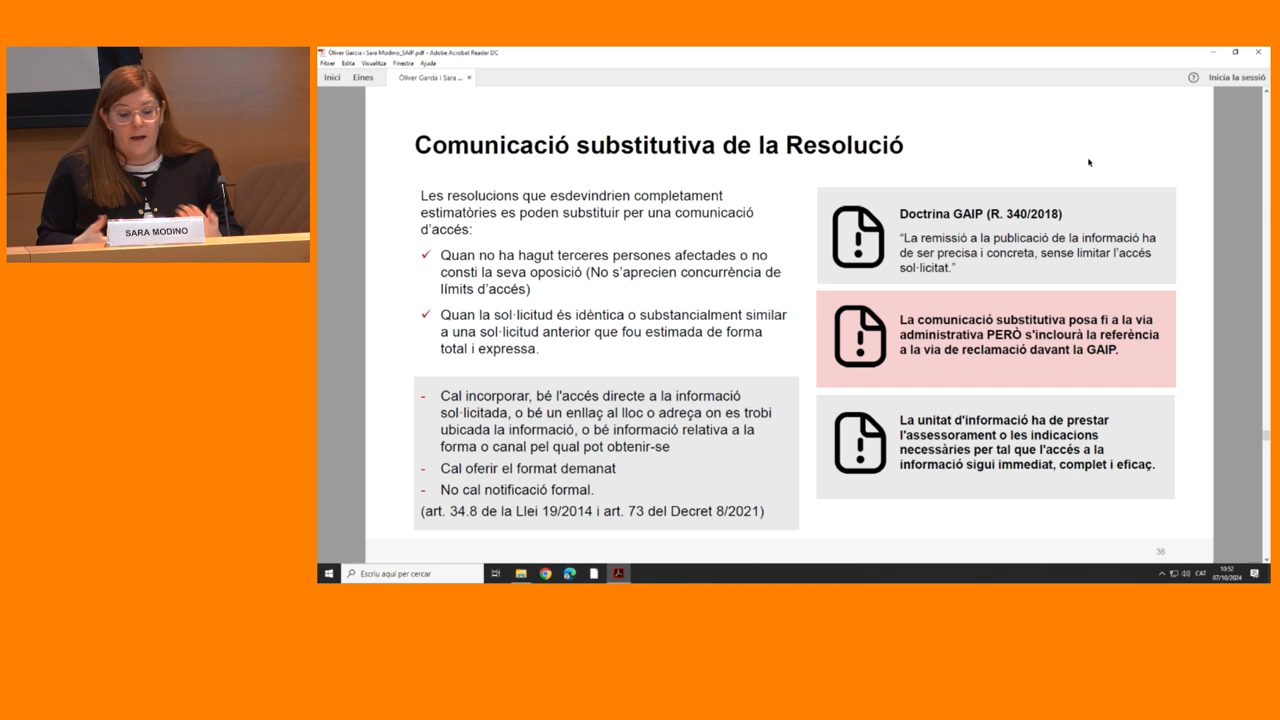 SARA MODINO
Óliver Garcia i Sara Modino_SAIP.pdf - Adobe Acrobat Reader DC
Fitxer Edita Visualitza Finestra Ajuda
Inici Eines Óliver Garcia i Sara ... × Inicia la sessió
Comunicació substitutiva de la Resolució
Les resolucions que esdevindrien completament
estimatòries es poden substituir per una comunicació
d'accés:
✓ Quan no ha hagut terceres persones afectades o no
consti la seva oposició (No s'aprecien concurrència de
límits d'accés)
✓ Quan la sol·licitud és idèntica o substancialment similar
a una sol·licitud anterior que fou estimada de forma
total i expressa.
- Cal incorporar, bé l'accés directe a la informació
sol·licitada, o bé un enllaç al lloc o adreça on es trobi
ubicada la informació, o bé informació relativa a la
forma o canal pel qual pot obtenir-se
- Cal oferir el format demanat
- No cal notificació formal.
(art. 34.8 de la Llei 19/2014 i art. 73 del Decret 8/2021)
Doctrina GAIP (R. 340/2018)
“La remissió a la publicació de la informació ha
de ser precisa i concreta, sense limitar l’accés
sol·licitat.”
La comunicació substitutiva posa fi a la via
administrativa PERÒ s'inclourà la referència
a la via de reclamació davant la GAIP.
La unitat d'informació ha de prestar
l'assessorament o les indicacions
necessàries per tal que l'accés a la
informació sigui immediat, complet i eficaç.
36
Escriu aquí per cercar
CAT
10:52
07/10/2024